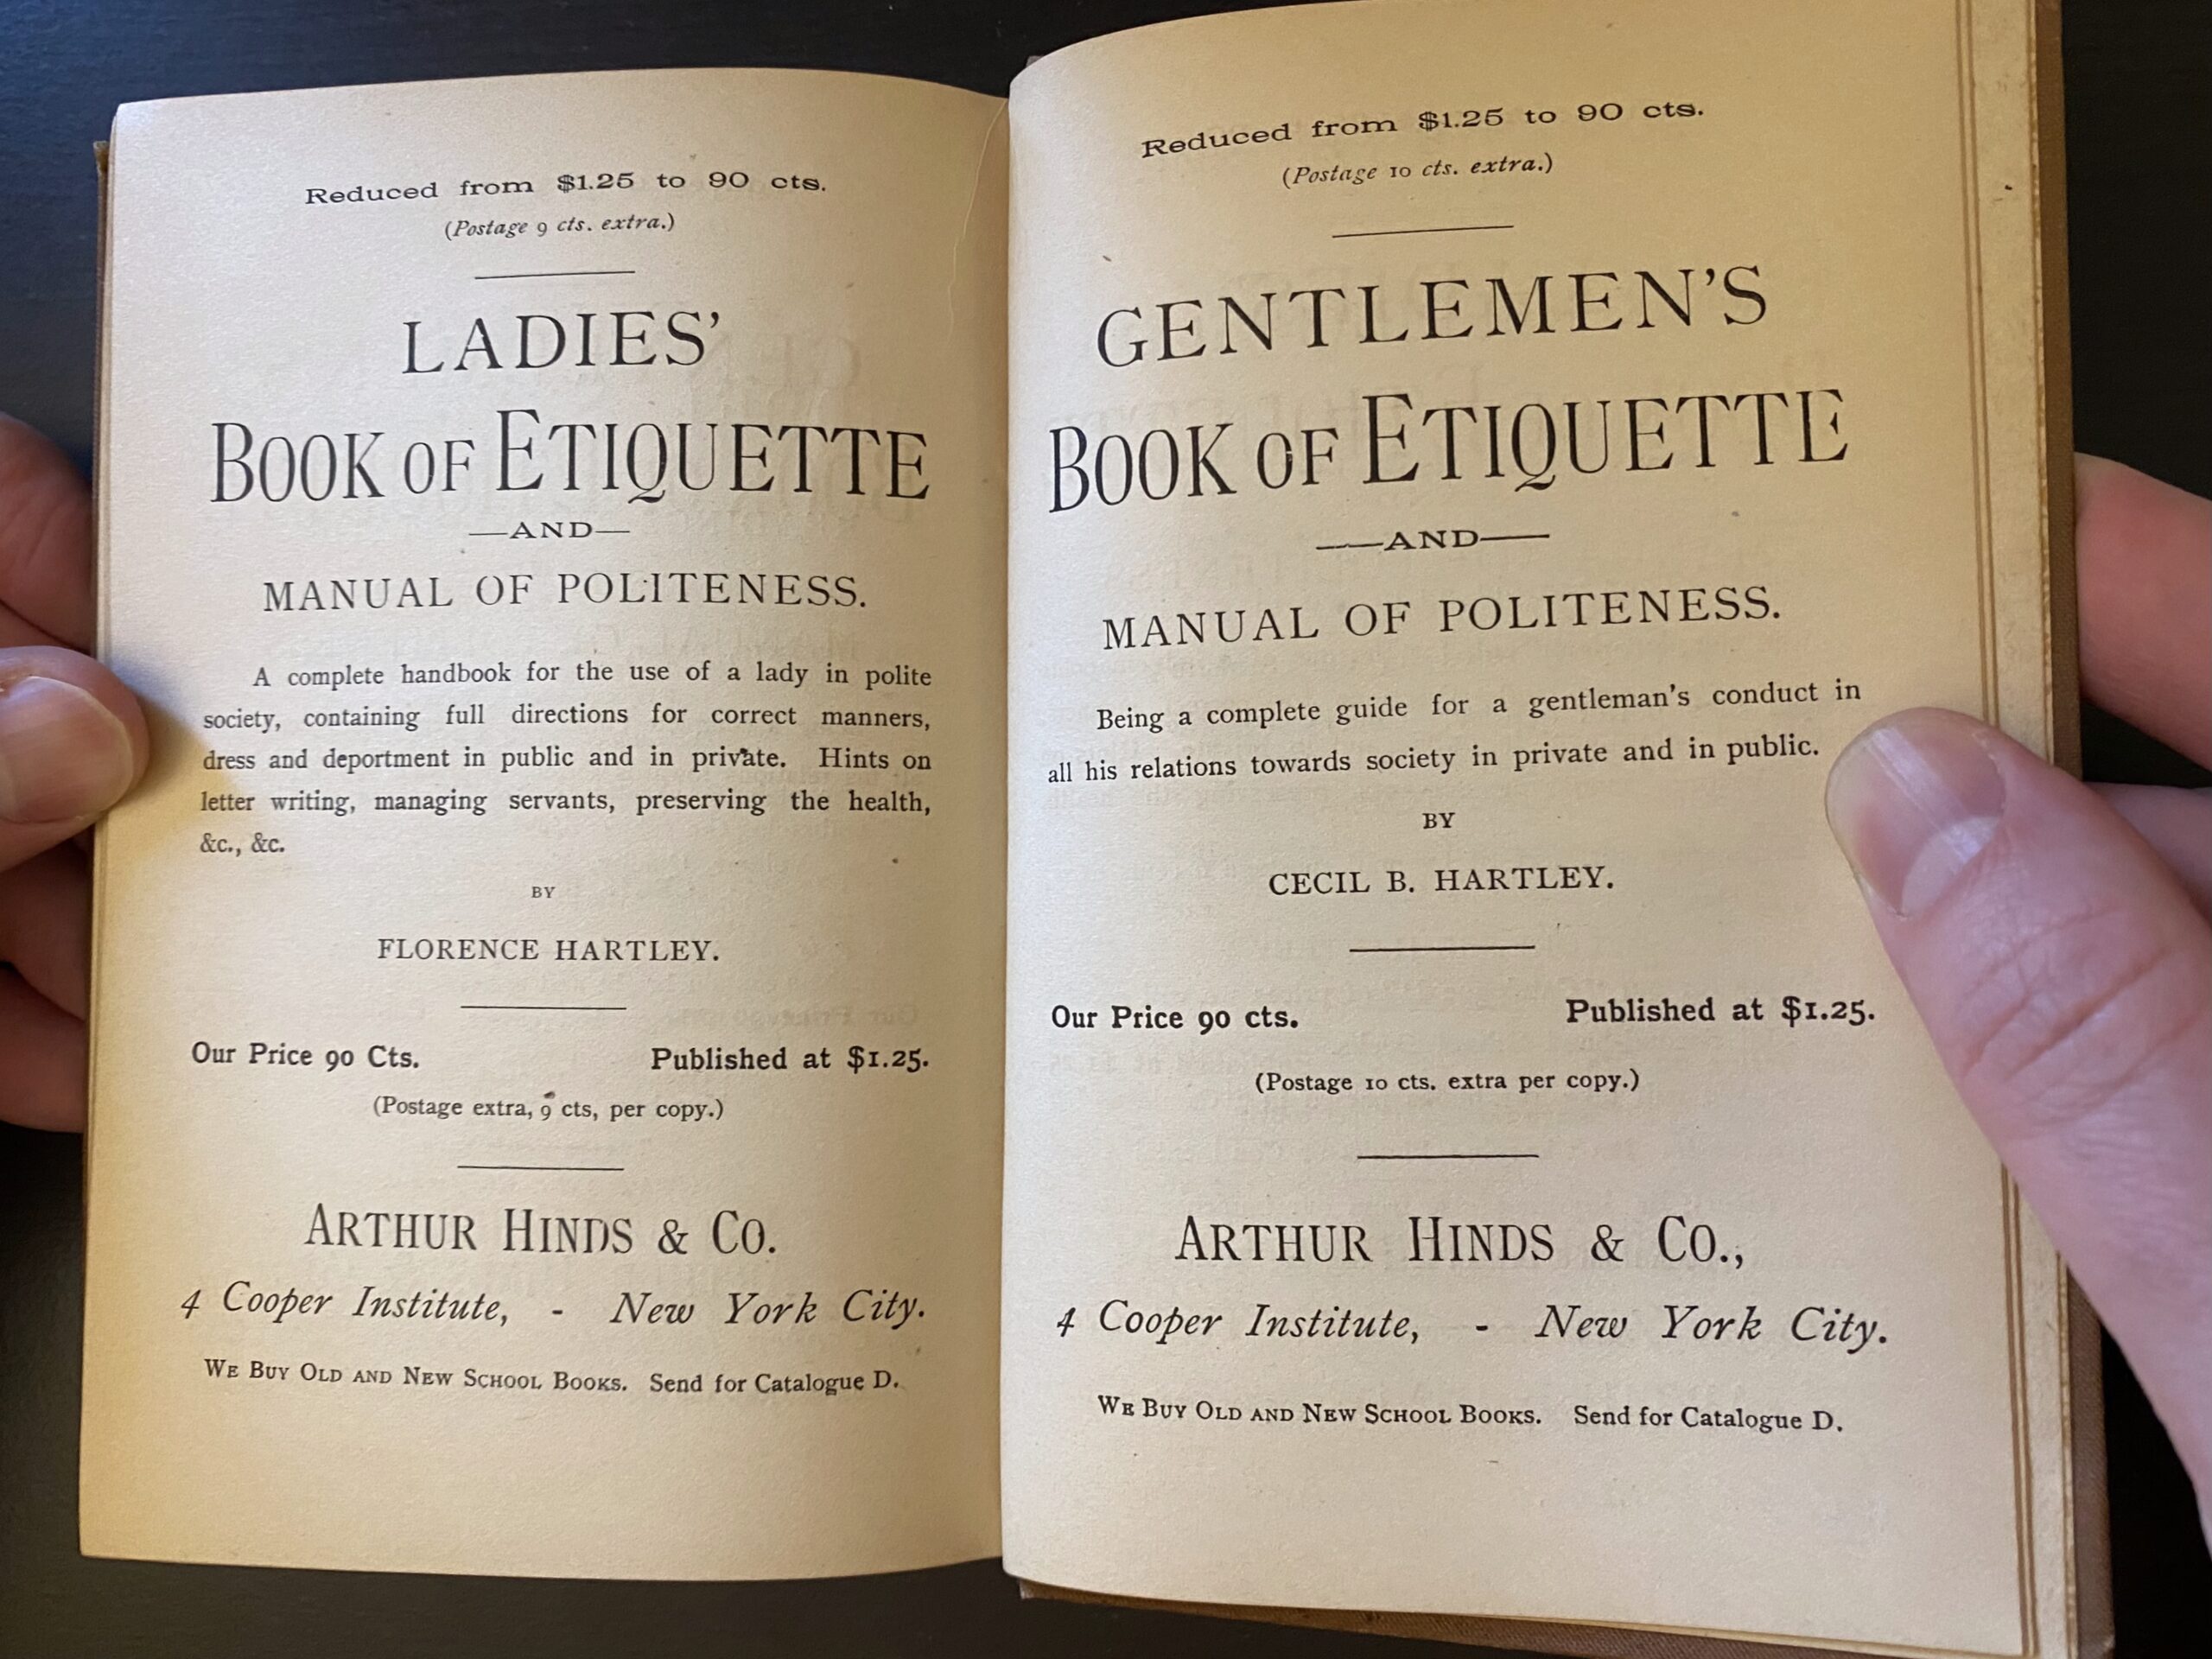 Reduced from $1.25 to 90 cts.
(Postage 9 cts. extra.)
LADIES'
BOOK OF ETIQUETTE
—AND—
MANUAL OF POLITENESS.
A complete handbook for the use of a lady in polite
society, containing full directions for correct manners,
dress and deportment in public and in private. Hints on
letter writing, managing servants, preserving the health,
&c., &c.
BY
FLORENCE HARTLEY.
Our Price 90 Cts. Published at $1.25.
(Postage extra, 9 cts, per copy.)
ARTHUR HINDS & CO.
4 Cooper Institute, - New York City.
WE BUY OLD AND NEW SCHOOL BOOKS. Send for Catalogue D.
Reduced from $1.25 to 90 cts.
(Postage 10 cts. extra.)
GENTLEMEN'S
BOOK OF ETIQUETTE
—AND—
MANUAL OF POLITENESS.
Being a complete guide for a gentleman's conduct in
all his relations towards society in private and in public.
BY
CECIL B. HARTLEY.
Our Price 90 cts. Published at $1.25.
(Postage 10 cts. extra per copy.)
ARTHUR HINDS & CO.,
4 Cooper Institute, - New York City.
WE BUY OLD AND NEW SCHOOL BOOKS. Send for Catalogue D.